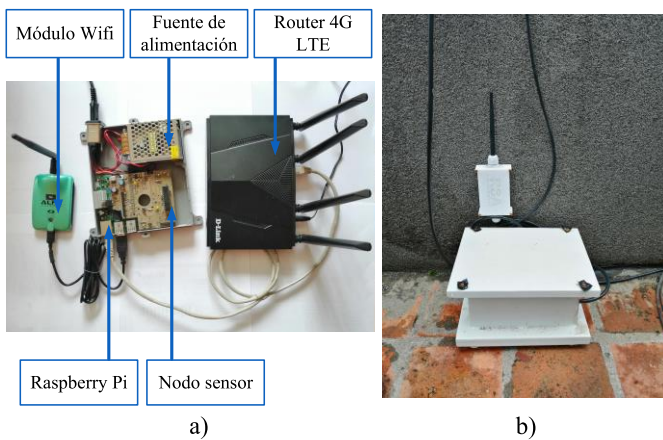 Módulo Wifi
Fuente de
alimentación
Router 4G
LTE
D-Link
Raspberry Pi
Nodo sensor
a)
b)